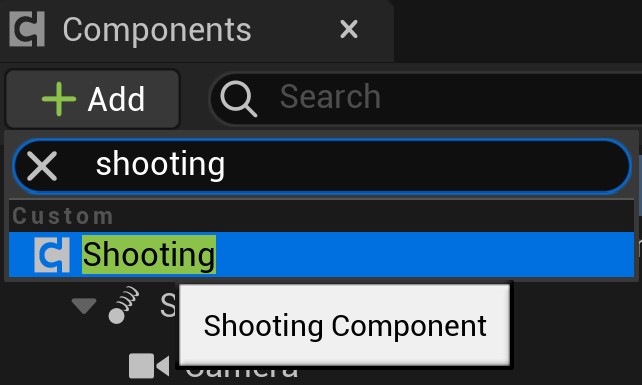 Components
Add
Search
shooting
Custom
Shooting
S
Shooting Component
Camera